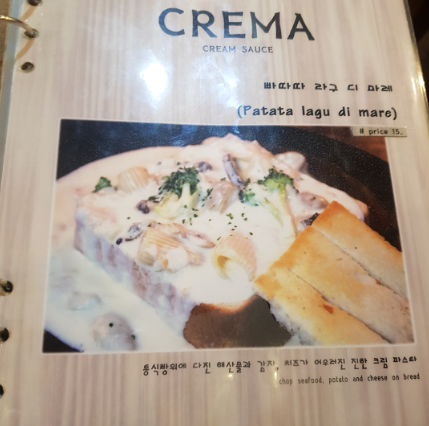 CREMA
CREAM SAUCE
빠따따 라구 디 마레
(Patata lagu di mare)
# price 15.
통식빵위에 다진 해산물과 감자, 치즈가 어우러진 진한 크림 파스타
chop seafood, potato and cheese on bread